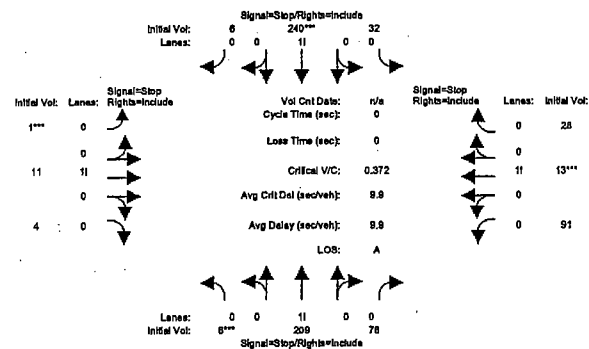 Signal=Stop/Rights=Include
Initial Vol: 6 240*** 32
Lanes: 0 0 1! 0 0
Signal=Stop
Initial Vol: Lanes: Rights=Include
Vol Cnt Date: n/a
Signal=Stop
Rights=Include Lanes: Initial Vol:
Cycle Time (sec): 0
1*** 0
0 28
Loss Time (sec): 0
0
0
11 1!
Critical V/C: 0.372
1! 13***
0
Avg Crit Del (sec/veh): 9.9
0
4 0
Avg Delay (sec/veh): 9.9
0 91
LOS: A
Lanes: 0 0 1! 0 0
Initial Vol: 209
Signal=Stop/Rights=Include